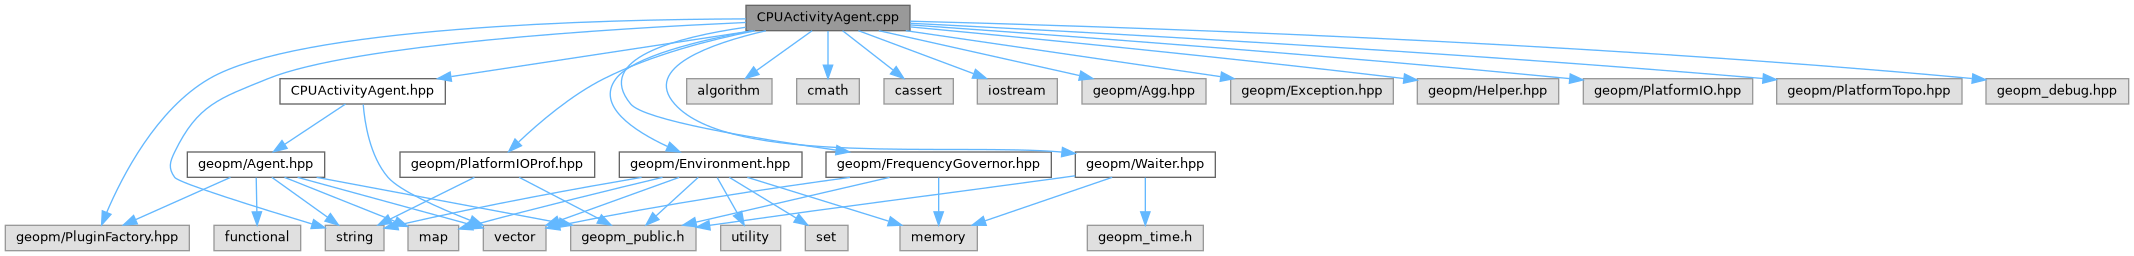 CPUActivityAgent.cpp
CPUActivityAgent.hpp
algorithm
cmath
cassert
iostream
geopm/Agg.hpp
geopm/Exception.hpp
geopm/Helper.hpp
geopm/PlatformIO.hpp
geopm/PlatformTopo.hpp
geopm_debug.hpp
geopm/Agent.hpp
geopm/PlatformIOProf.hpp
geopm/Environment.hpp
geopm/FrequencyGovernor.hpp
geopm/Waiter.hpp
geopm/PluginFactory.hpp
functional
string
map
vector
geopm_public.h
utility
set
memory
geopm_time.h